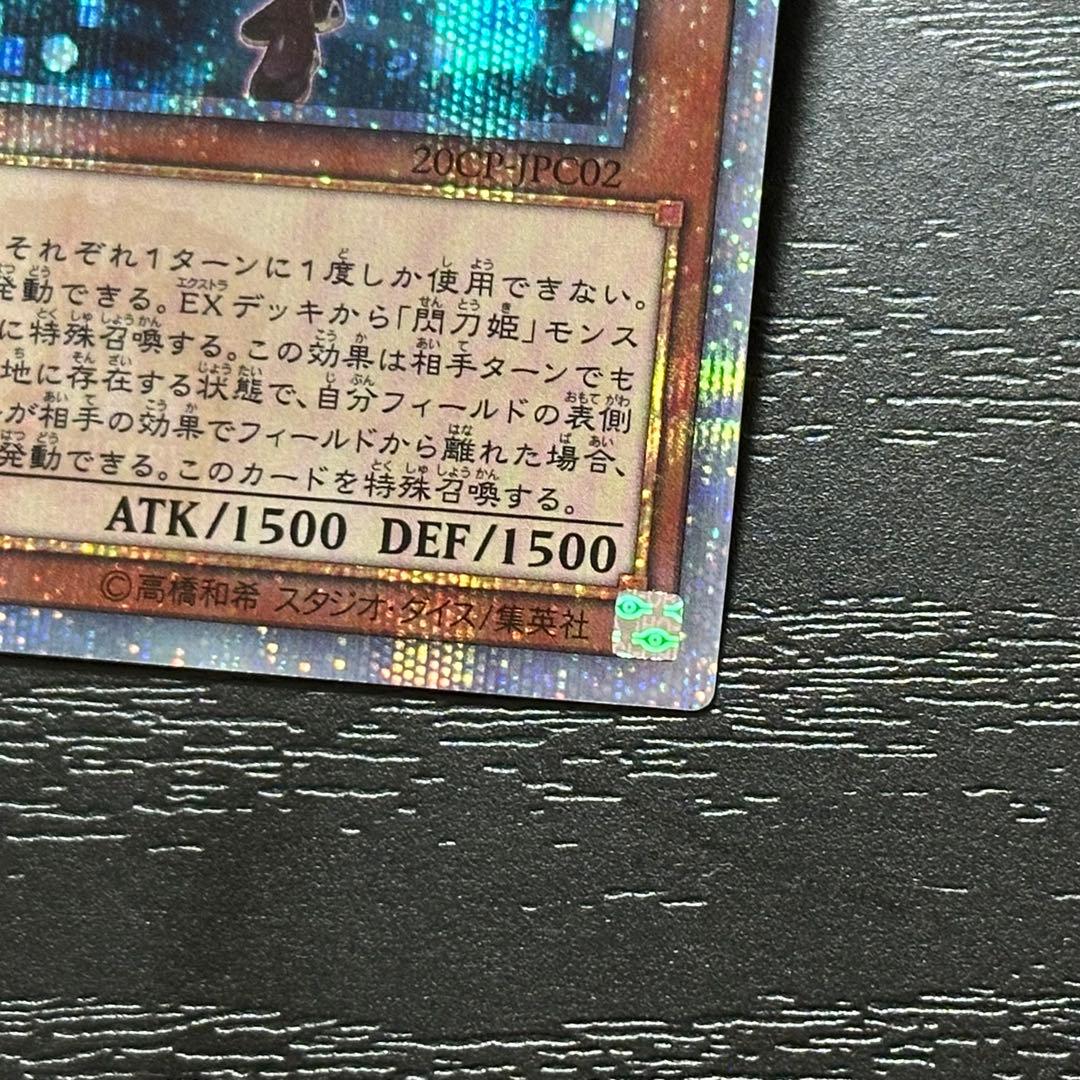 20CP-JPC02
それぞれ1ターンに1度しか使用できない。
発動できる。EXデッキから「閃刀姫」モンス
に特殊召喚する。この効果は相手ターンでも
地に存在する状態で、自分フィールドの表側
が相手の効果でフィールドから離れた場合、
発動できる。このカードを特殊召喚する。
ATK/1500 DEF/1500
©高橋和希 スタジオ・ダイス/集英社